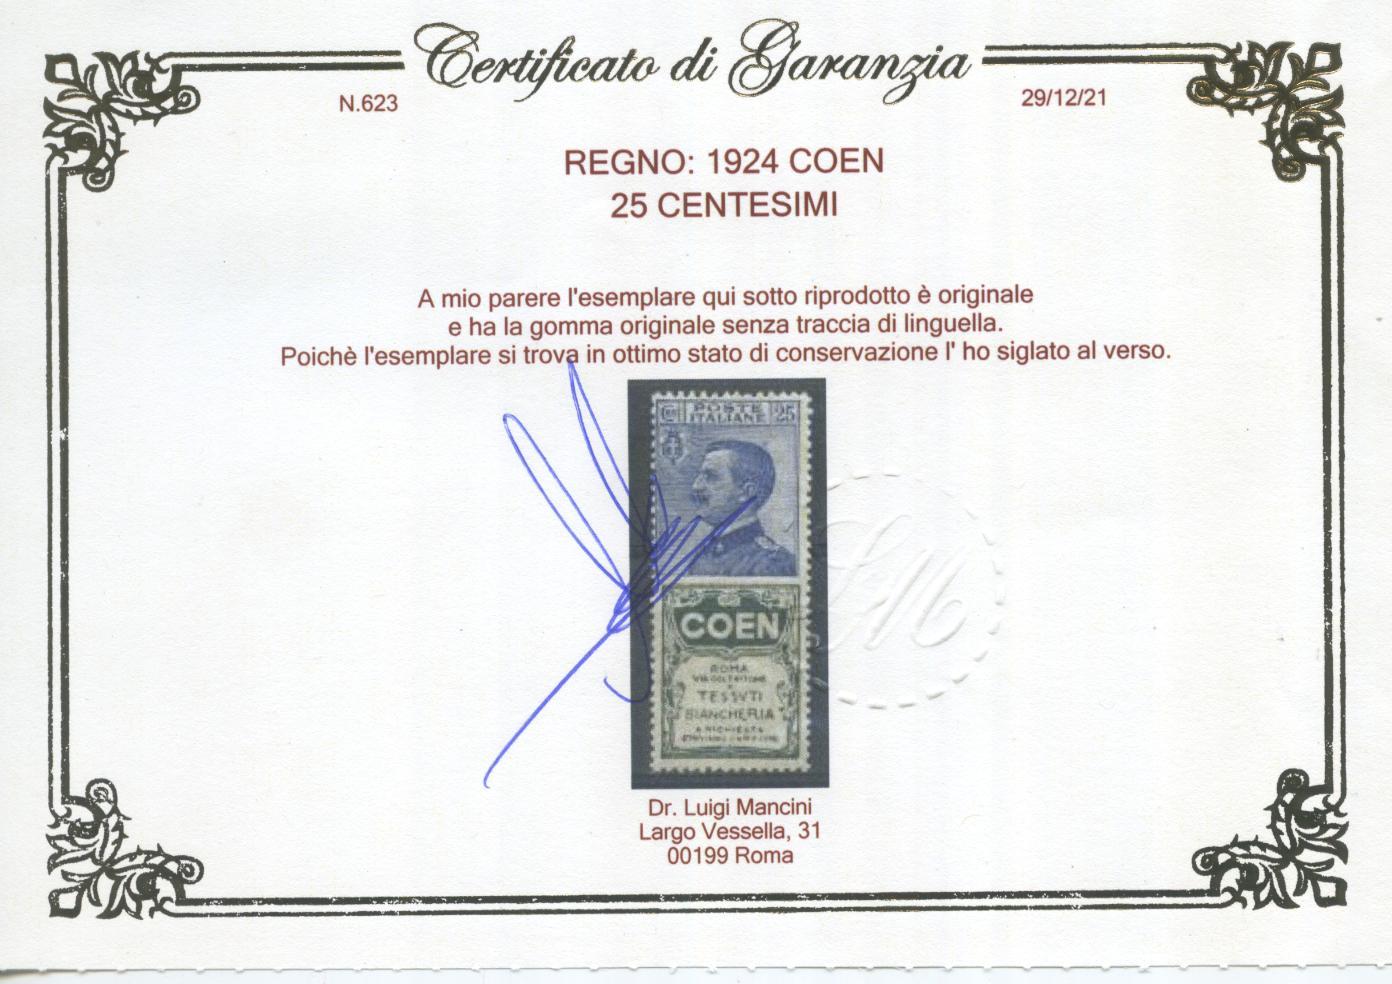 Certificato di Garanzia
N.623
29/12/21
REGNO: 1924 COEN
25 CENTESIMI
A mio parere l'esemplare qui sotto riprodotto è originale
e ha la gomma originale senza traccia di linguella.
Poichè l'esemplare si trova in ottimo stato di conservazione l' ho siglato al verso.
POSTE 25
ITALIANE
COEN
ROMA
TESSVTI
BIANCHERIA
A RICHIESTA
Dr. Luigi Mancini
Largo Vessella, 31
00199 Roma